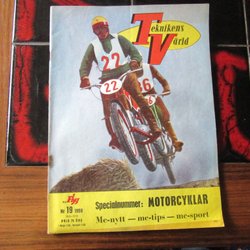 Teknikens
Värld
22
22
6
Nr 19 1959
Specialnummer: MOTORCYKLAR
Mc-nytt — mc-tips — mc-sport